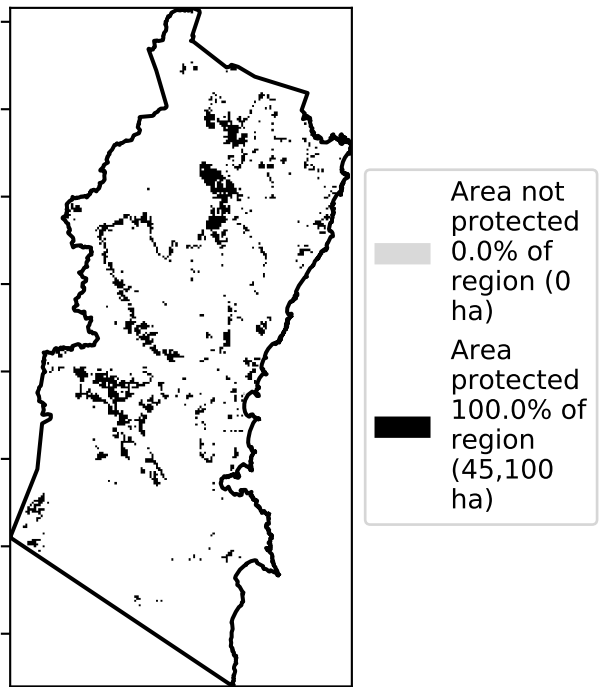 Area not
protected
0.0% of
region (0
ha)
Area
protected
100.0% of
region
(45,100
ha)